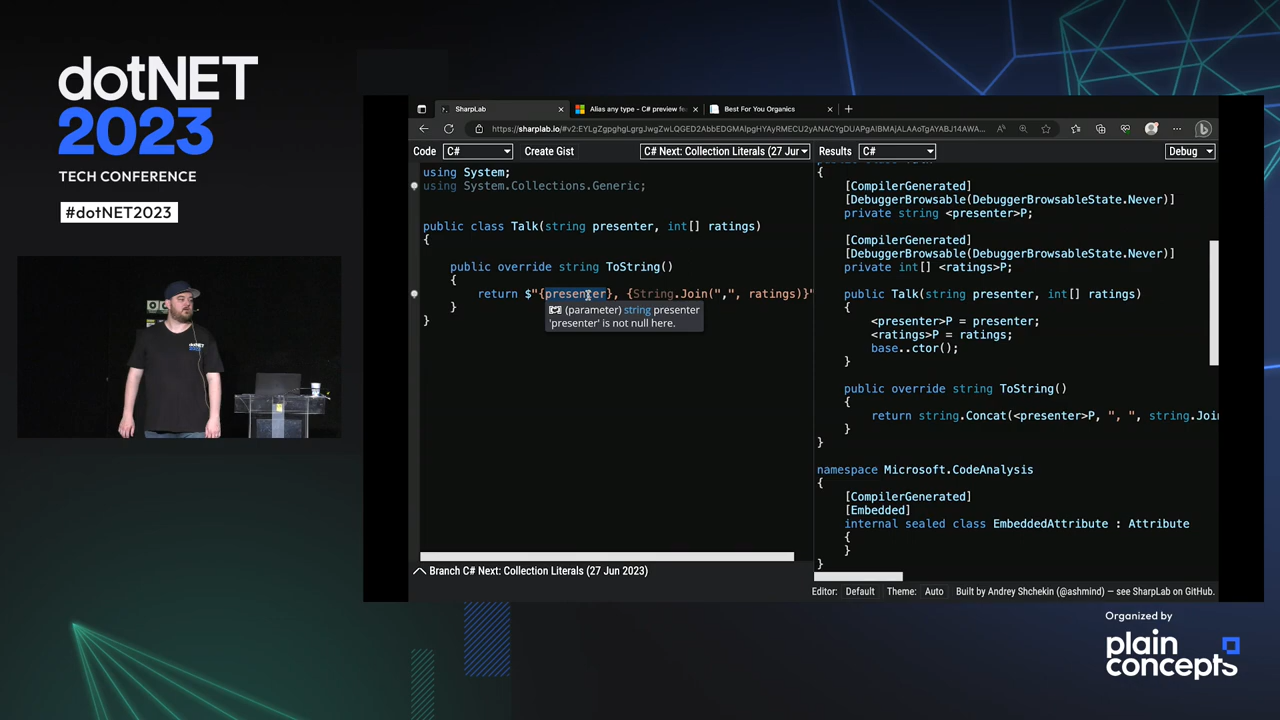 dotNET
2023
TECH CONFERENCE
#dotNET2023
SharpLab
Alias any type - C# preview fe
Best For You Organics
https://sharplab.io/#v2:EYLgZgpghgLgrgJwgZwLQGED2AbbEDGMAlpgHYAyRMECU2yANACYgDUAPgAIBMAjALAAoTgAYABJ14AWA...
Code
C#
Create Gist
C# Next: Collection Literals (27 Jur
Results
C#
Debug
using System;
using System.Collections.Generic;
public class Talk(string presenter, int[] ratings)
{
public override string ToString()
{
return $"{presenter}, {String.Join(",", ratings)}"
}
}
(parameter) string presenter
'presenter' is not null here.
{
[CompilerGenerated]
[DebuggerBrowsable(DebuggerBrowsableState.Never)]
private string <presenter>P;
[CompilerGenerated]
[DebuggerBrowsable(DebuggerBrowsableState.Never)]
private int[] <ratings>P;
public Talk(string presenter, int[] ratings)
{
<presenter>P = presenter;
<ratings>P = ratings;
base..ctor();
}
public override string ToString()
{
return string.Concat(<presenter>P, ", ", string.Join
}
}
namespace Microsoft.CodeAnalysis
{
[CompilerGenerated]
[Embedded]
internal sealed class EmbeddedAttribute : Attribute
{
}
}
Branch C# Next: Collection Literals (27 Jun 2023)
Editor: Default Theme: Auto Built by Andrey Shchekin (@ashmind) — see SharpLab on GitHub.
Organized by
plain
concepts